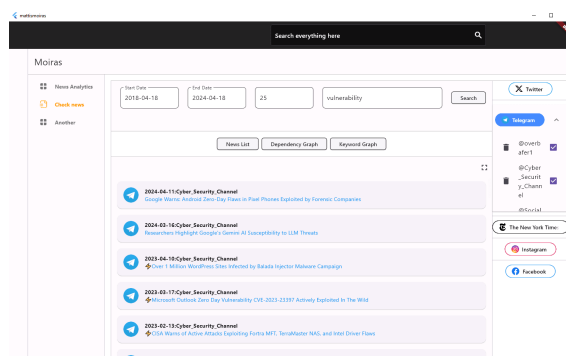 mattismoiras
Search everything here
Moiras
News Analytics
Check news
Another
Start Date
2018-04-18
End Date
2024-04-18
25
vulnerability
Search
News List
Dependency Graph
Keyword Graph
2024-04-11:Cyber_Security_Channel
Google Warns: Android Zero-Day Flaws in Pixel Phones Exploited by Forensic Companies
2024-03-16:Cyber_Security_Channel
Researchers Highlight Google's Gemini AI Susceptibility to LLM Threats
2023-04-10:Cyber_Security_Channel
Over 1 Million WordPress Sites Infected by Balada Injector Malware Campaign
2023-03-17:Cyber_Security_Channel
Microsoft Outlook Zero Day Vulnerability CVE-2023-23397 Actively Exploited In The Wild
2023-02-13:Cyber_Security_Channel
CISA Warns of Active Attacks Exploiting Fortra MFT, TerraMaster NAS, and Intel Driver Flaws
Twitter
Telegram
@overb
afer1
@Cyber
_Securit
y_Chann
el
@Social
The New York Time
Instagram
Facebook